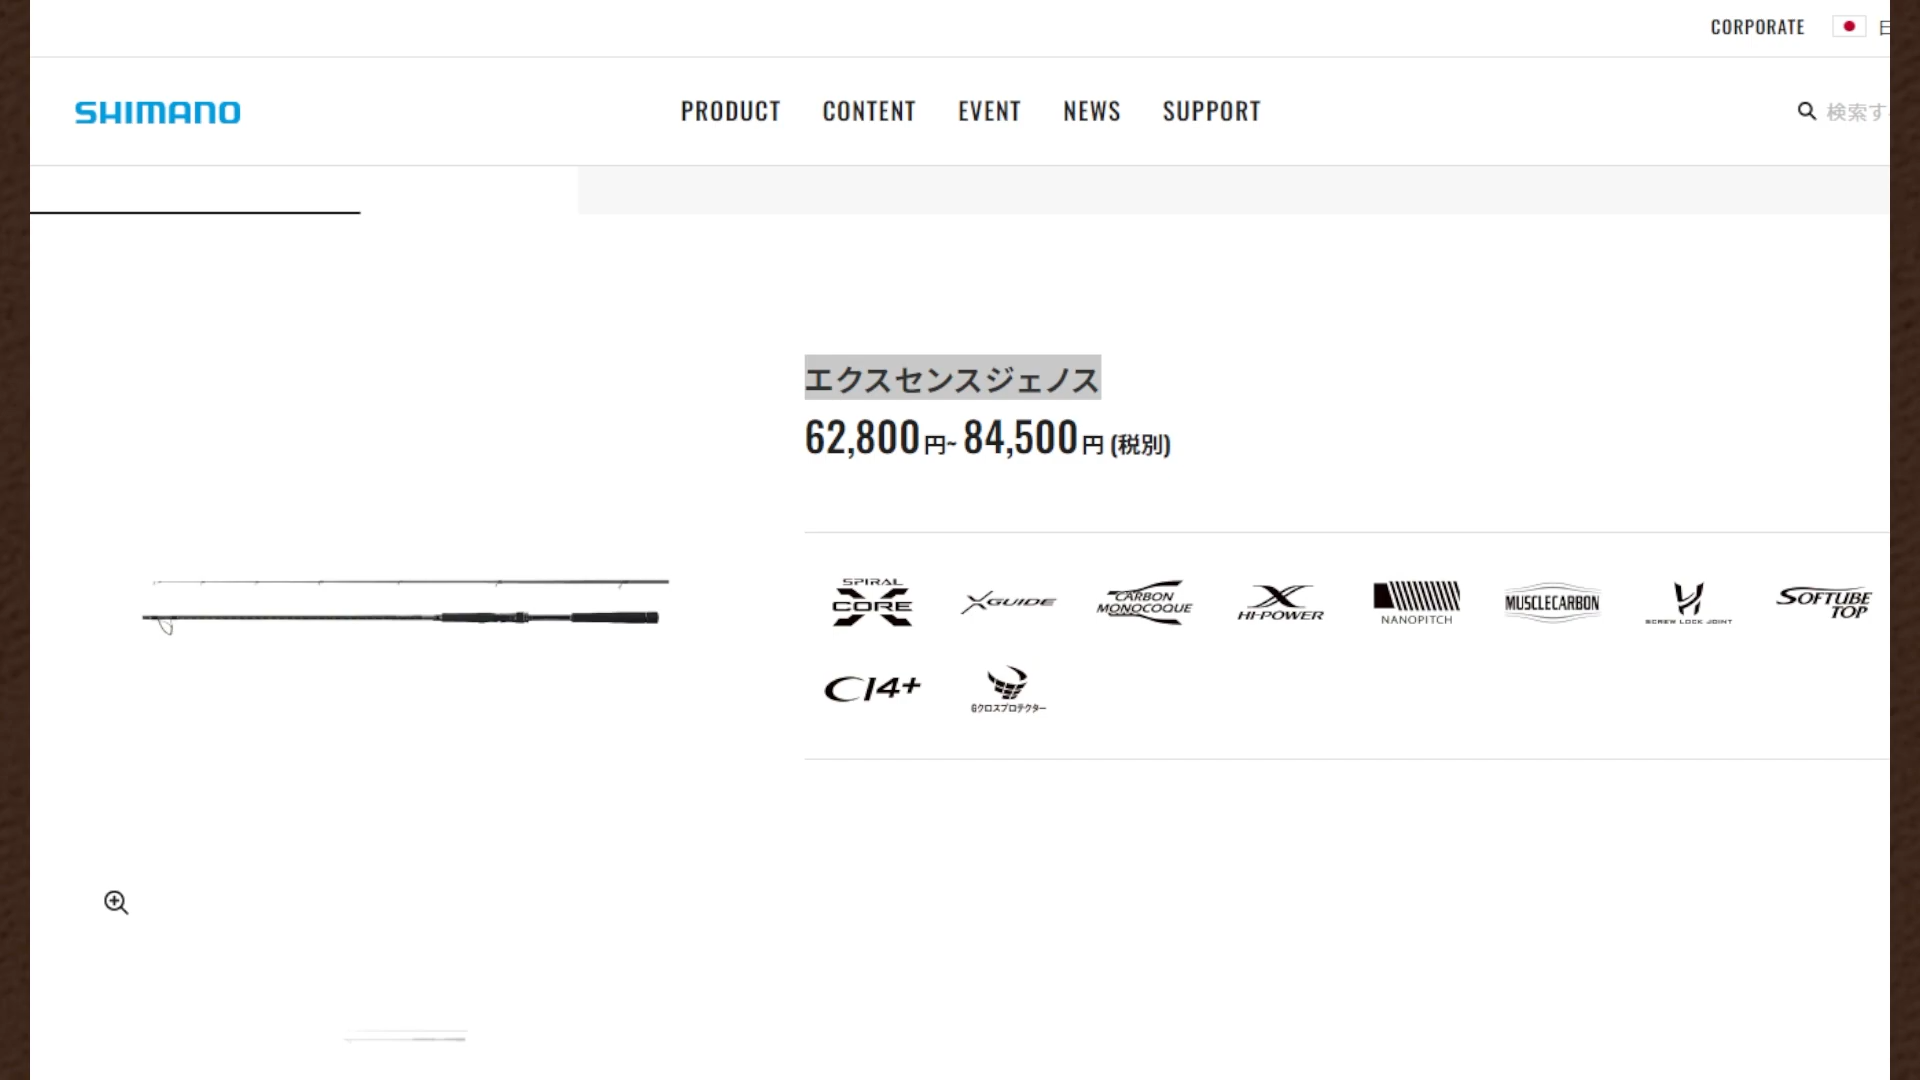 CORPORATE
SHIMANO
PRODUCT CONTENT EVENT NEWS SUPPORT
検索す
エクスセンスジェノス
62,800円~ 84,500円 (税別)
SPIRAL X CORE
XGUIDE
CARBON MONOCOQUE
X HI-POWER
NANOPITCH
MUSCLECARBON
SCREW LOCK JOINT
SOFTUBE TOP
CI4+
Gクロスプロテクター